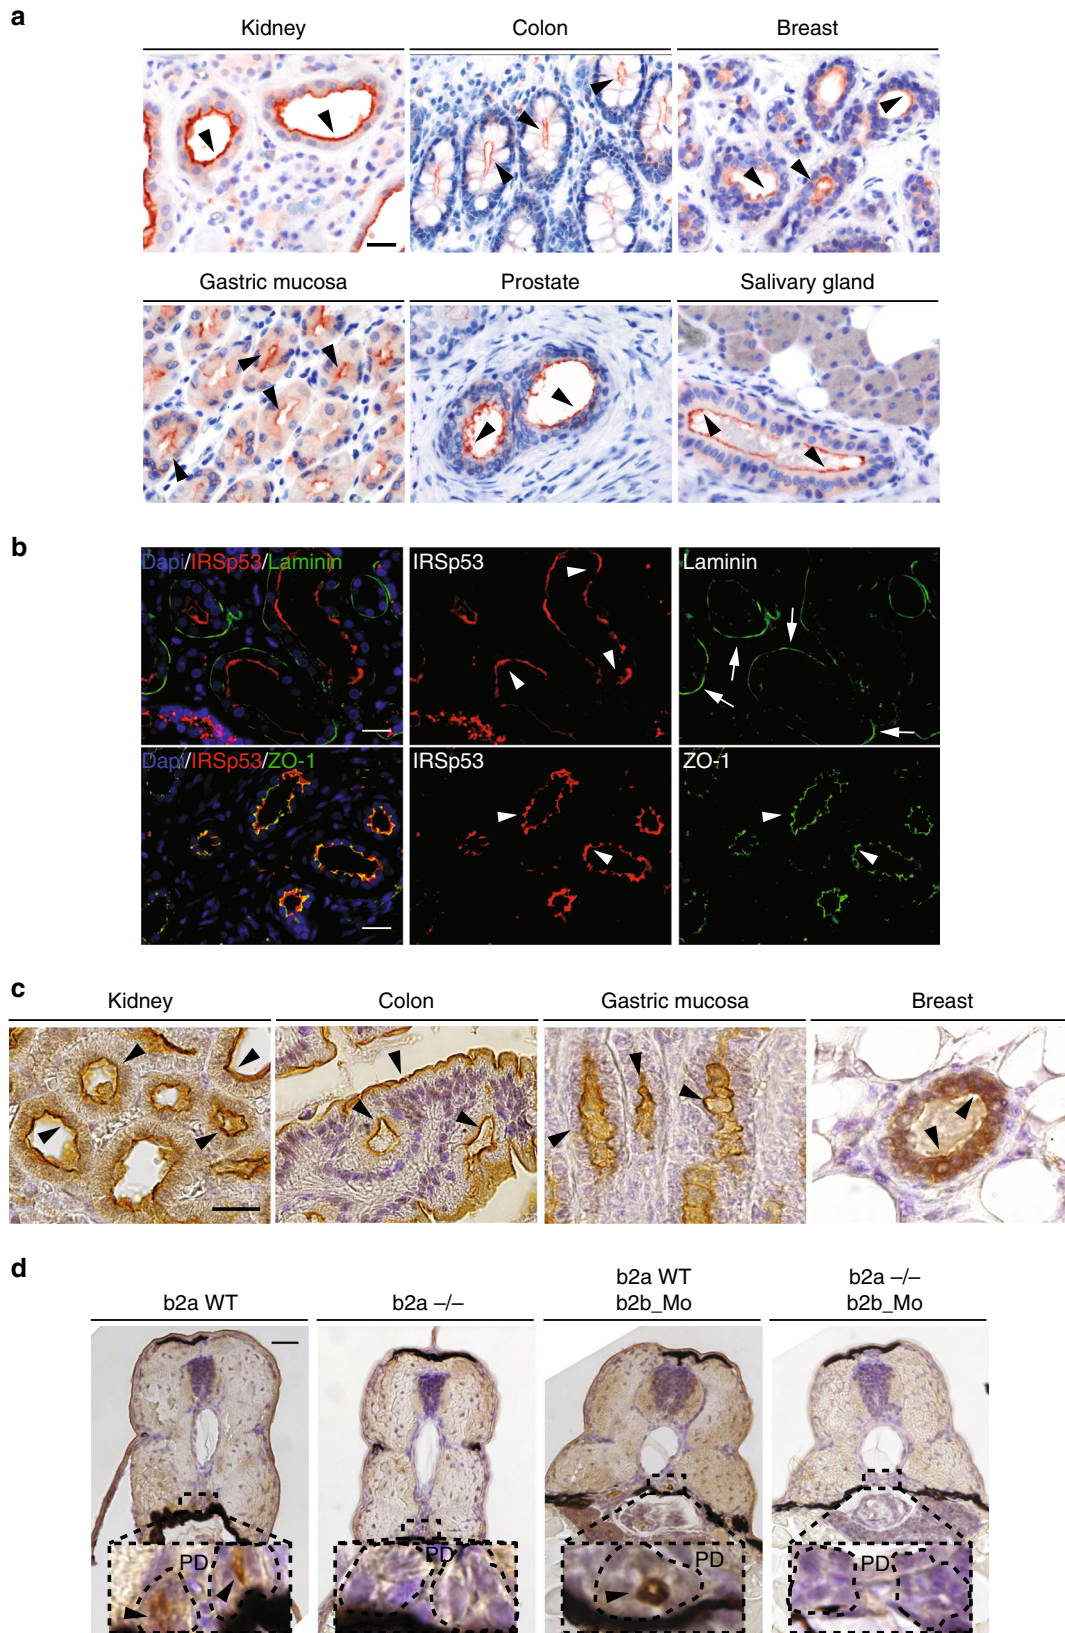 a
Kidney
Colon
Breast
Gastric mucosa
Prostate
Salivary gland
b
Dapi/IRSp53/Laminin
IRSp53
Laminin
Dapi/IRSp53/ZO-1
IRSp53
ZO-1
c
Kidney
Colon
Gastric mucosa
Breast
d
b2a WT
b2a –/–
b2a WT
b2b_Mo
b2a –/–
b2b_Mo
PD
PD
PD
PD